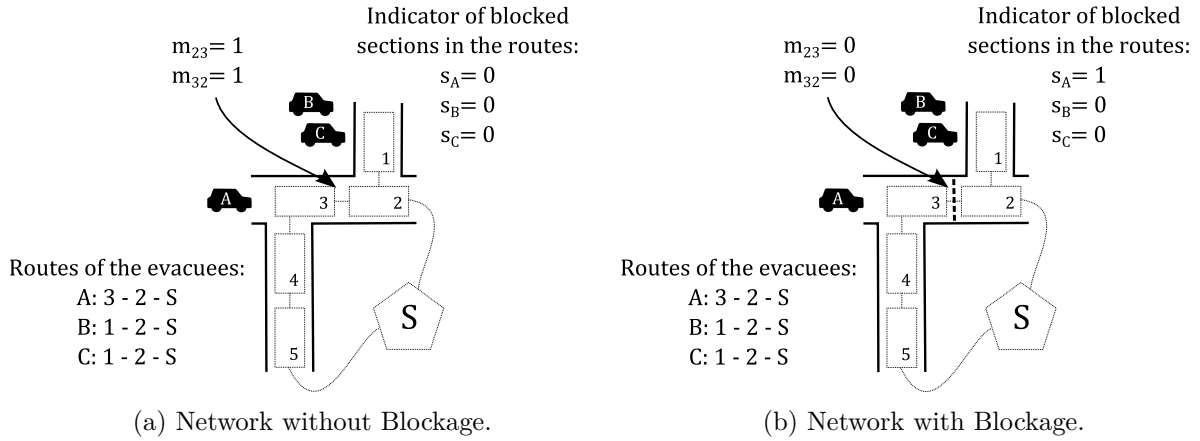 Indicator of blocked
sections in the routes:
m₂₃= 1
m₃₂= 1
s_A= 0
s_B= 0
s_C= 0
B
C
1
A
3
2
4
Routes of the evacuees:
A: 3 - 2 - S
B: 1 - 2 - S
C: 1 - 2 - S
S
5
(a) Network without Blockage.
Indicator of blocked
sections in the routes:
m₂₃= 0
m₃₂= 0
s_A= 1
s_B= 0
s_C= 0
B
C
1
A
3
2
4
Routes of the evacuees:
A: 3 - 2 - S
B: 1 - 2 - S
C: 1 - 2 - S
S
5
(b) Network with Blockage.